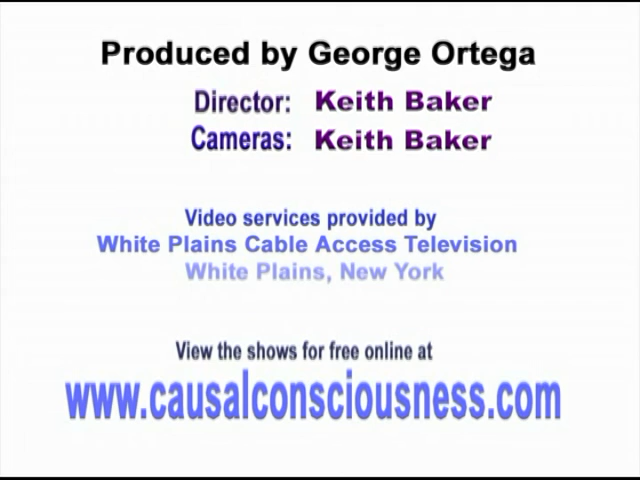 Produced by George Ortega
Director: Keith Baker
Cameras: Keith Baker
Video services provided by
White Plains Cable Access Television
White Plains, New York
View the shows for free online at
www.causalconsciousness.com